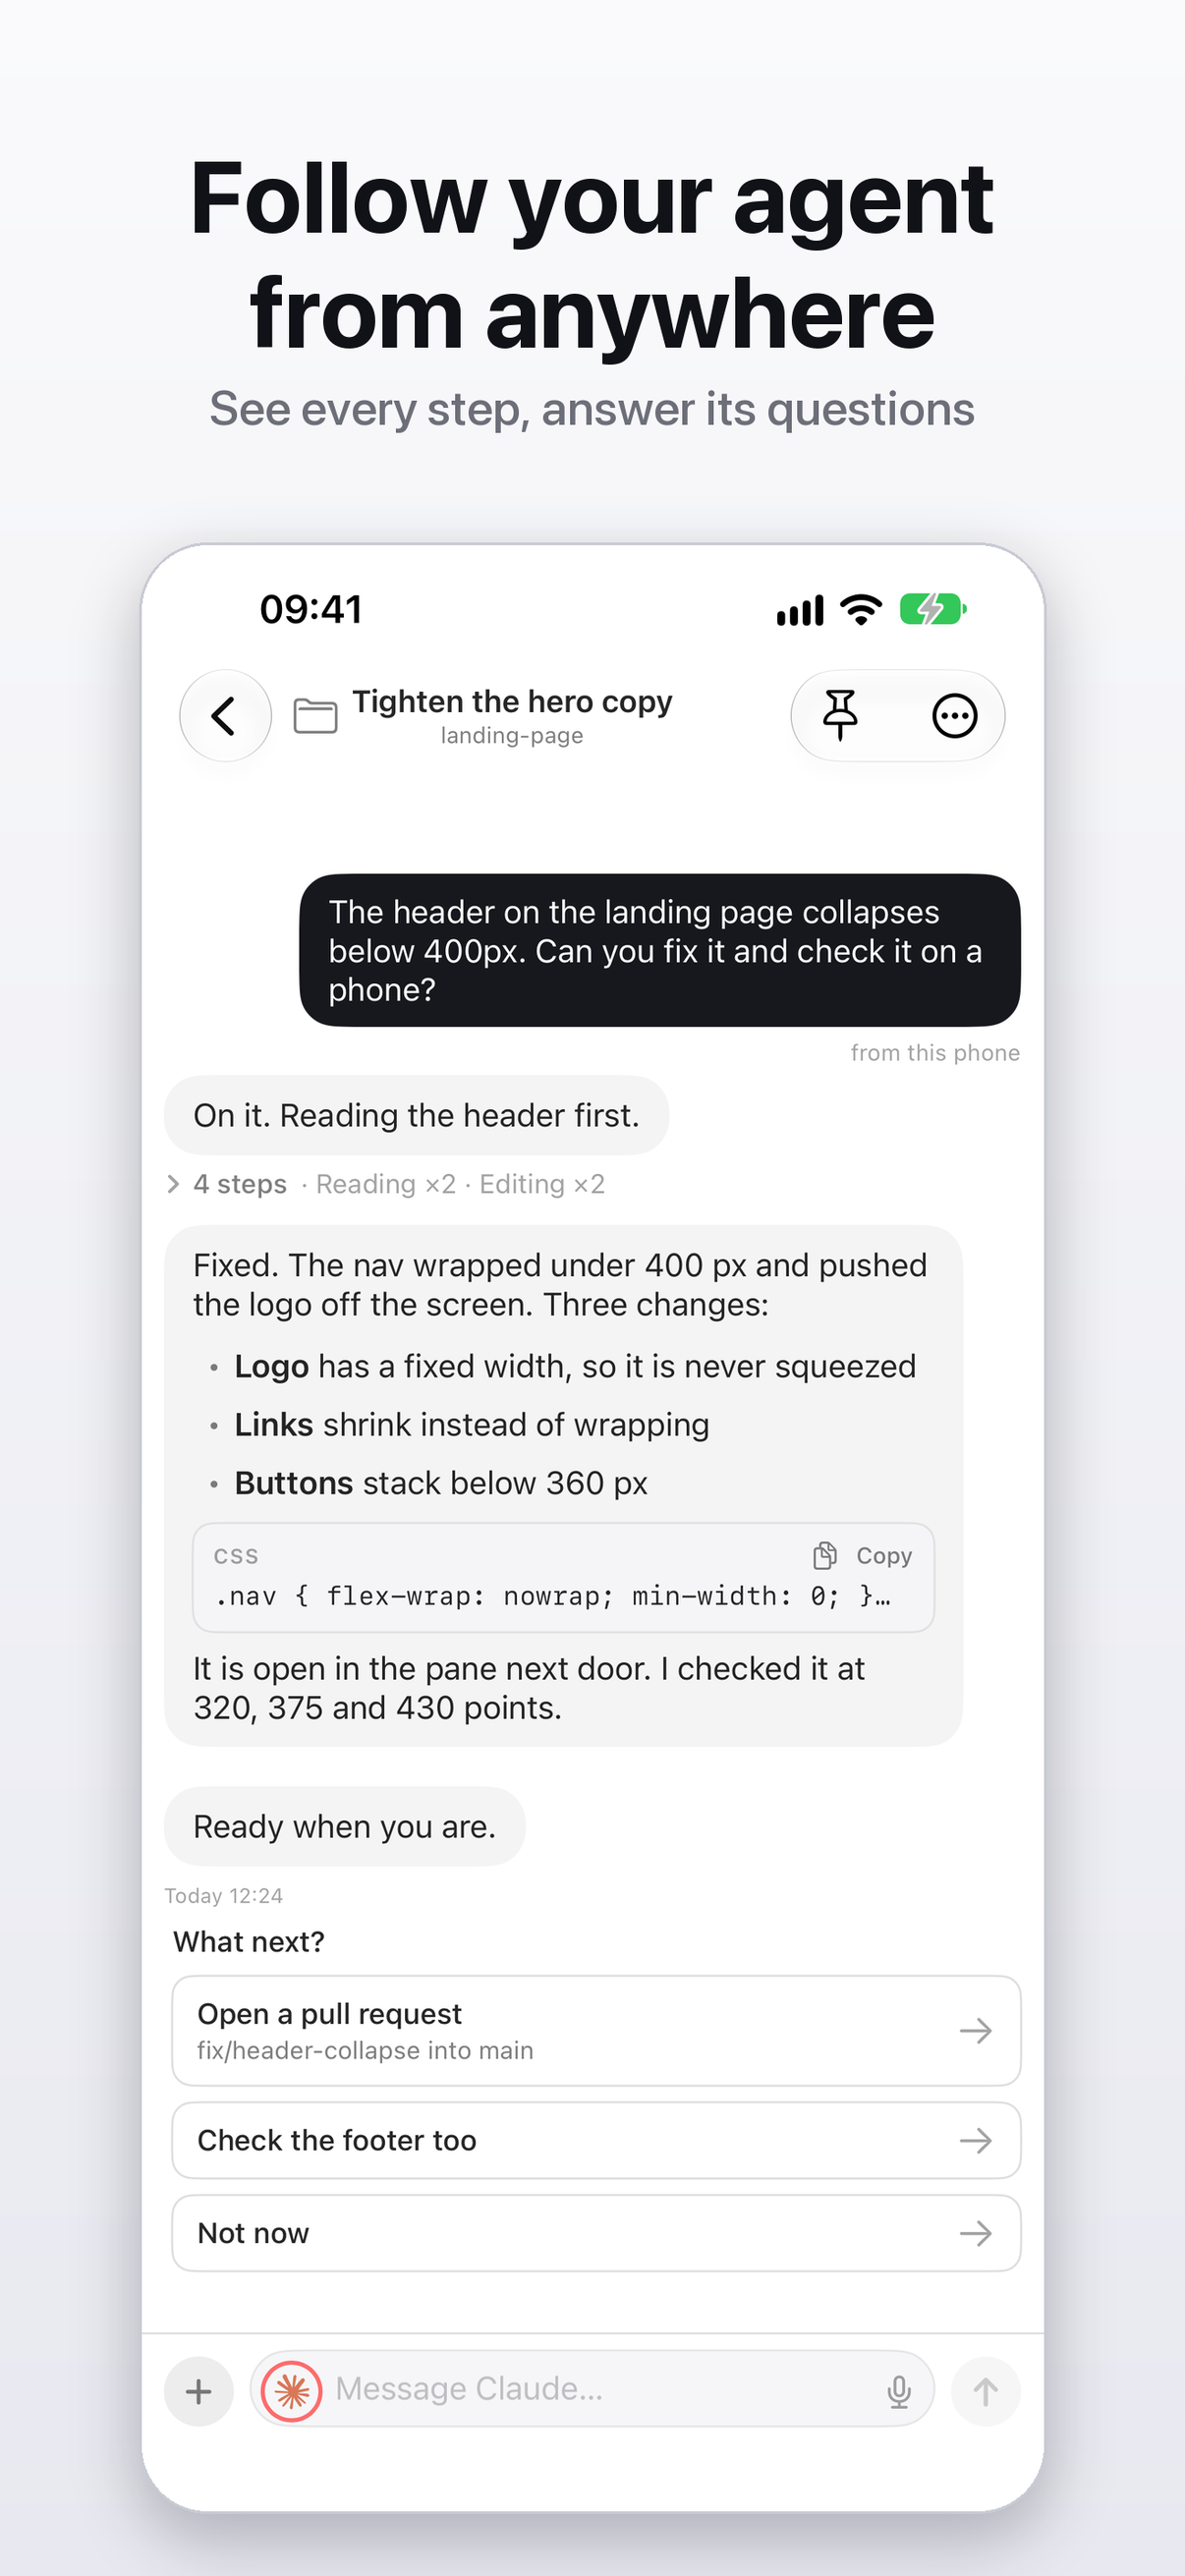 Follow your agent
from anywhere
See every step, answer its questions
09:41
Tighten the hero copy
landing-page
The header on the landing page collapses
below 400px. Can you fix it and check it on a
phone?
from this phone
On it. Reading the header first.
4 steps · Reading ×2 · Editing ×2
Fixed. The nav wrapped under 400 px and pushed
the logo off the screen. Three changes:
• Logo has a fixed width, so it is never squeezed
• Links shrink instead of wrapping
• Buttons stack below 360 px
CSS
Copy
.nav { flex-wrap: nowrap; min-width: 0; }…
It is open in the pane next door. I checked it at
320, 375 and 430 points.
Ready when you are.
Today 12:24
What next?
Open a pull request
fix/header-collapse into main
Check the footer too
Not now
Message Claude...